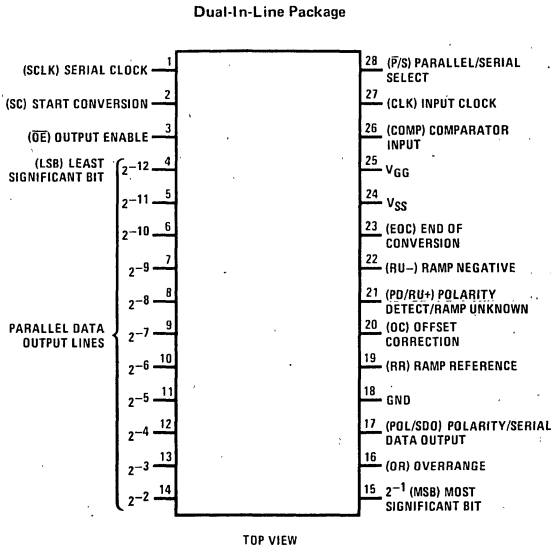 Dual-In-Line Package
(SCLK) SERIAL CLOCK 1
(SC) START CONVERSION 2
(O̅E̅) OUTPUT ENABLE 3
(LSB) LEAST
SIGNIFICANT BIT
2⁻¹² 4
2⁻¹¹ 5
2⁻¹⁰ 6
2⁻⁹ 7
2⁻⁸ 8
PARALLEL DATA
OUTPUT LINES
2⁻⁷ 9
2⁻⁶ 10
2⁻⁵ 11
2⁻⁴ 12
2⁻³ 13
2⁻² 14
28 (P̅/S) PARALLEL/SERIAL
SELECT
27 (CLK) INPUT CLOCK
26 (COMP) COMPARATOR
INPUT
25 VGG
24 VSS
23 (EOC) END OF
CONVERSION
22 (RU−) RAMP NEGATIVE
21 (PD/RU+) POLARITY
DETECT/RAMP UNKNOWN
20 (OC) OFFSET
CORRECTION
19 (RR) RAMP REFERENCE
18 GND
17 (POL/SDO) POLARITY/SERIAL
DATA OUTPUT
16 (OR) OVERRANGE
15 2⁻¹ (MSB) MOST
SIGNIFICANT BIT
TOP VIEW